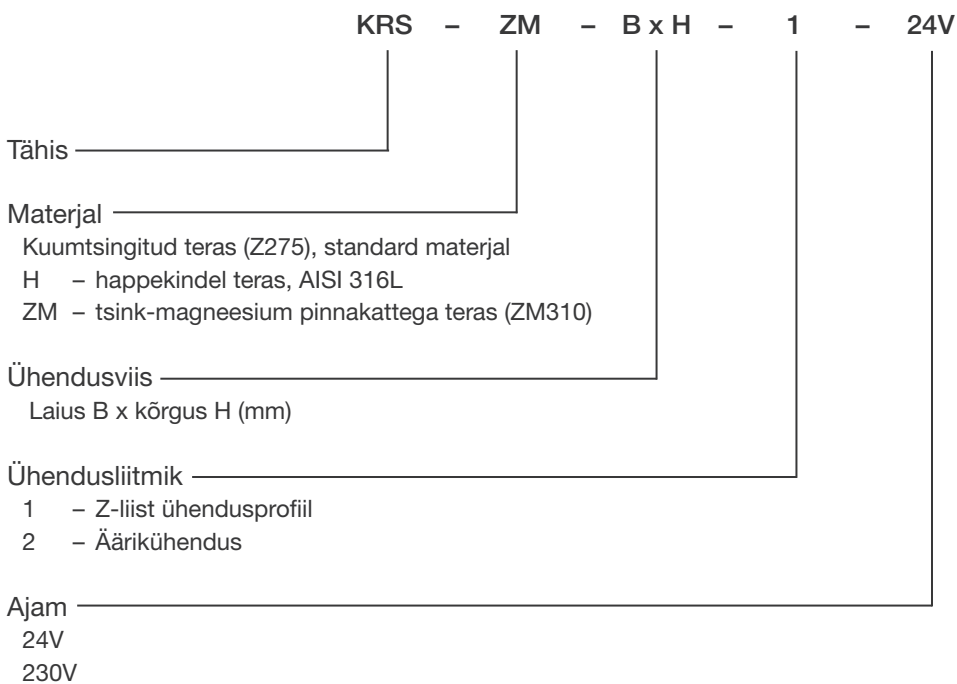 KRS – ZM – B x H – 1 – 24V
Tähis
Materjal
Kuumtsingitud teras (Z275), standard materjal
H – happekindel teras, AISI 316L
ZM – tsink-magneesium pinnakattega teras (ZM310)
Ühendusviis
Laius B x kõrgus H (mm)
Ühendusliitmik
1 – Z-liist ühendusprofiil
2 – Äärikühendus
Ajam
24V
230V